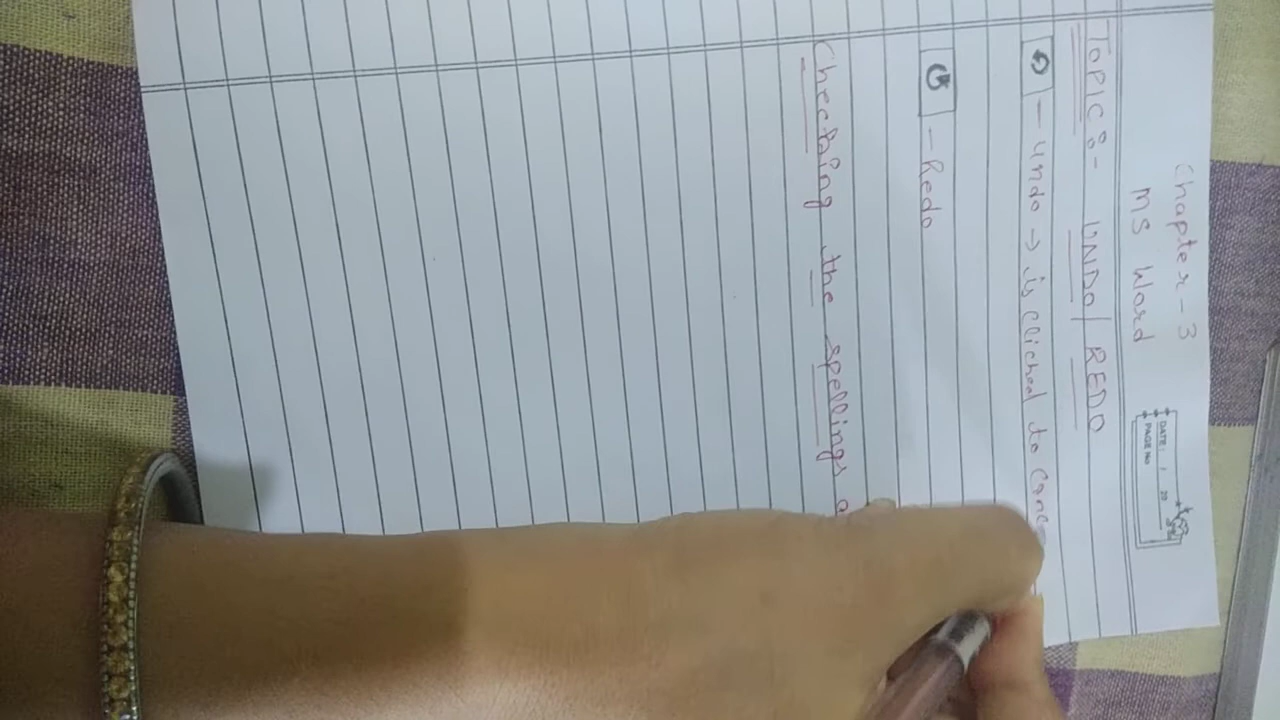 Chapter - 3
MS Word
DATE: / / 20
PAGE NO
TOPIC :- UNDO / REDO
- Undo → is clicked to canc
- Redo
Checking the spellings a